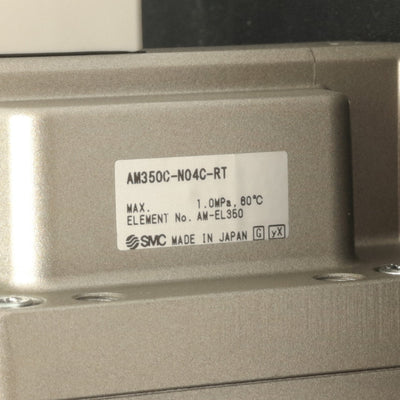 AM350C-N04C-RT
MAX. 1.0MPa, 60°C
ELEMENT No. AM-EL350
SMC MADE IN JAPAN G yX